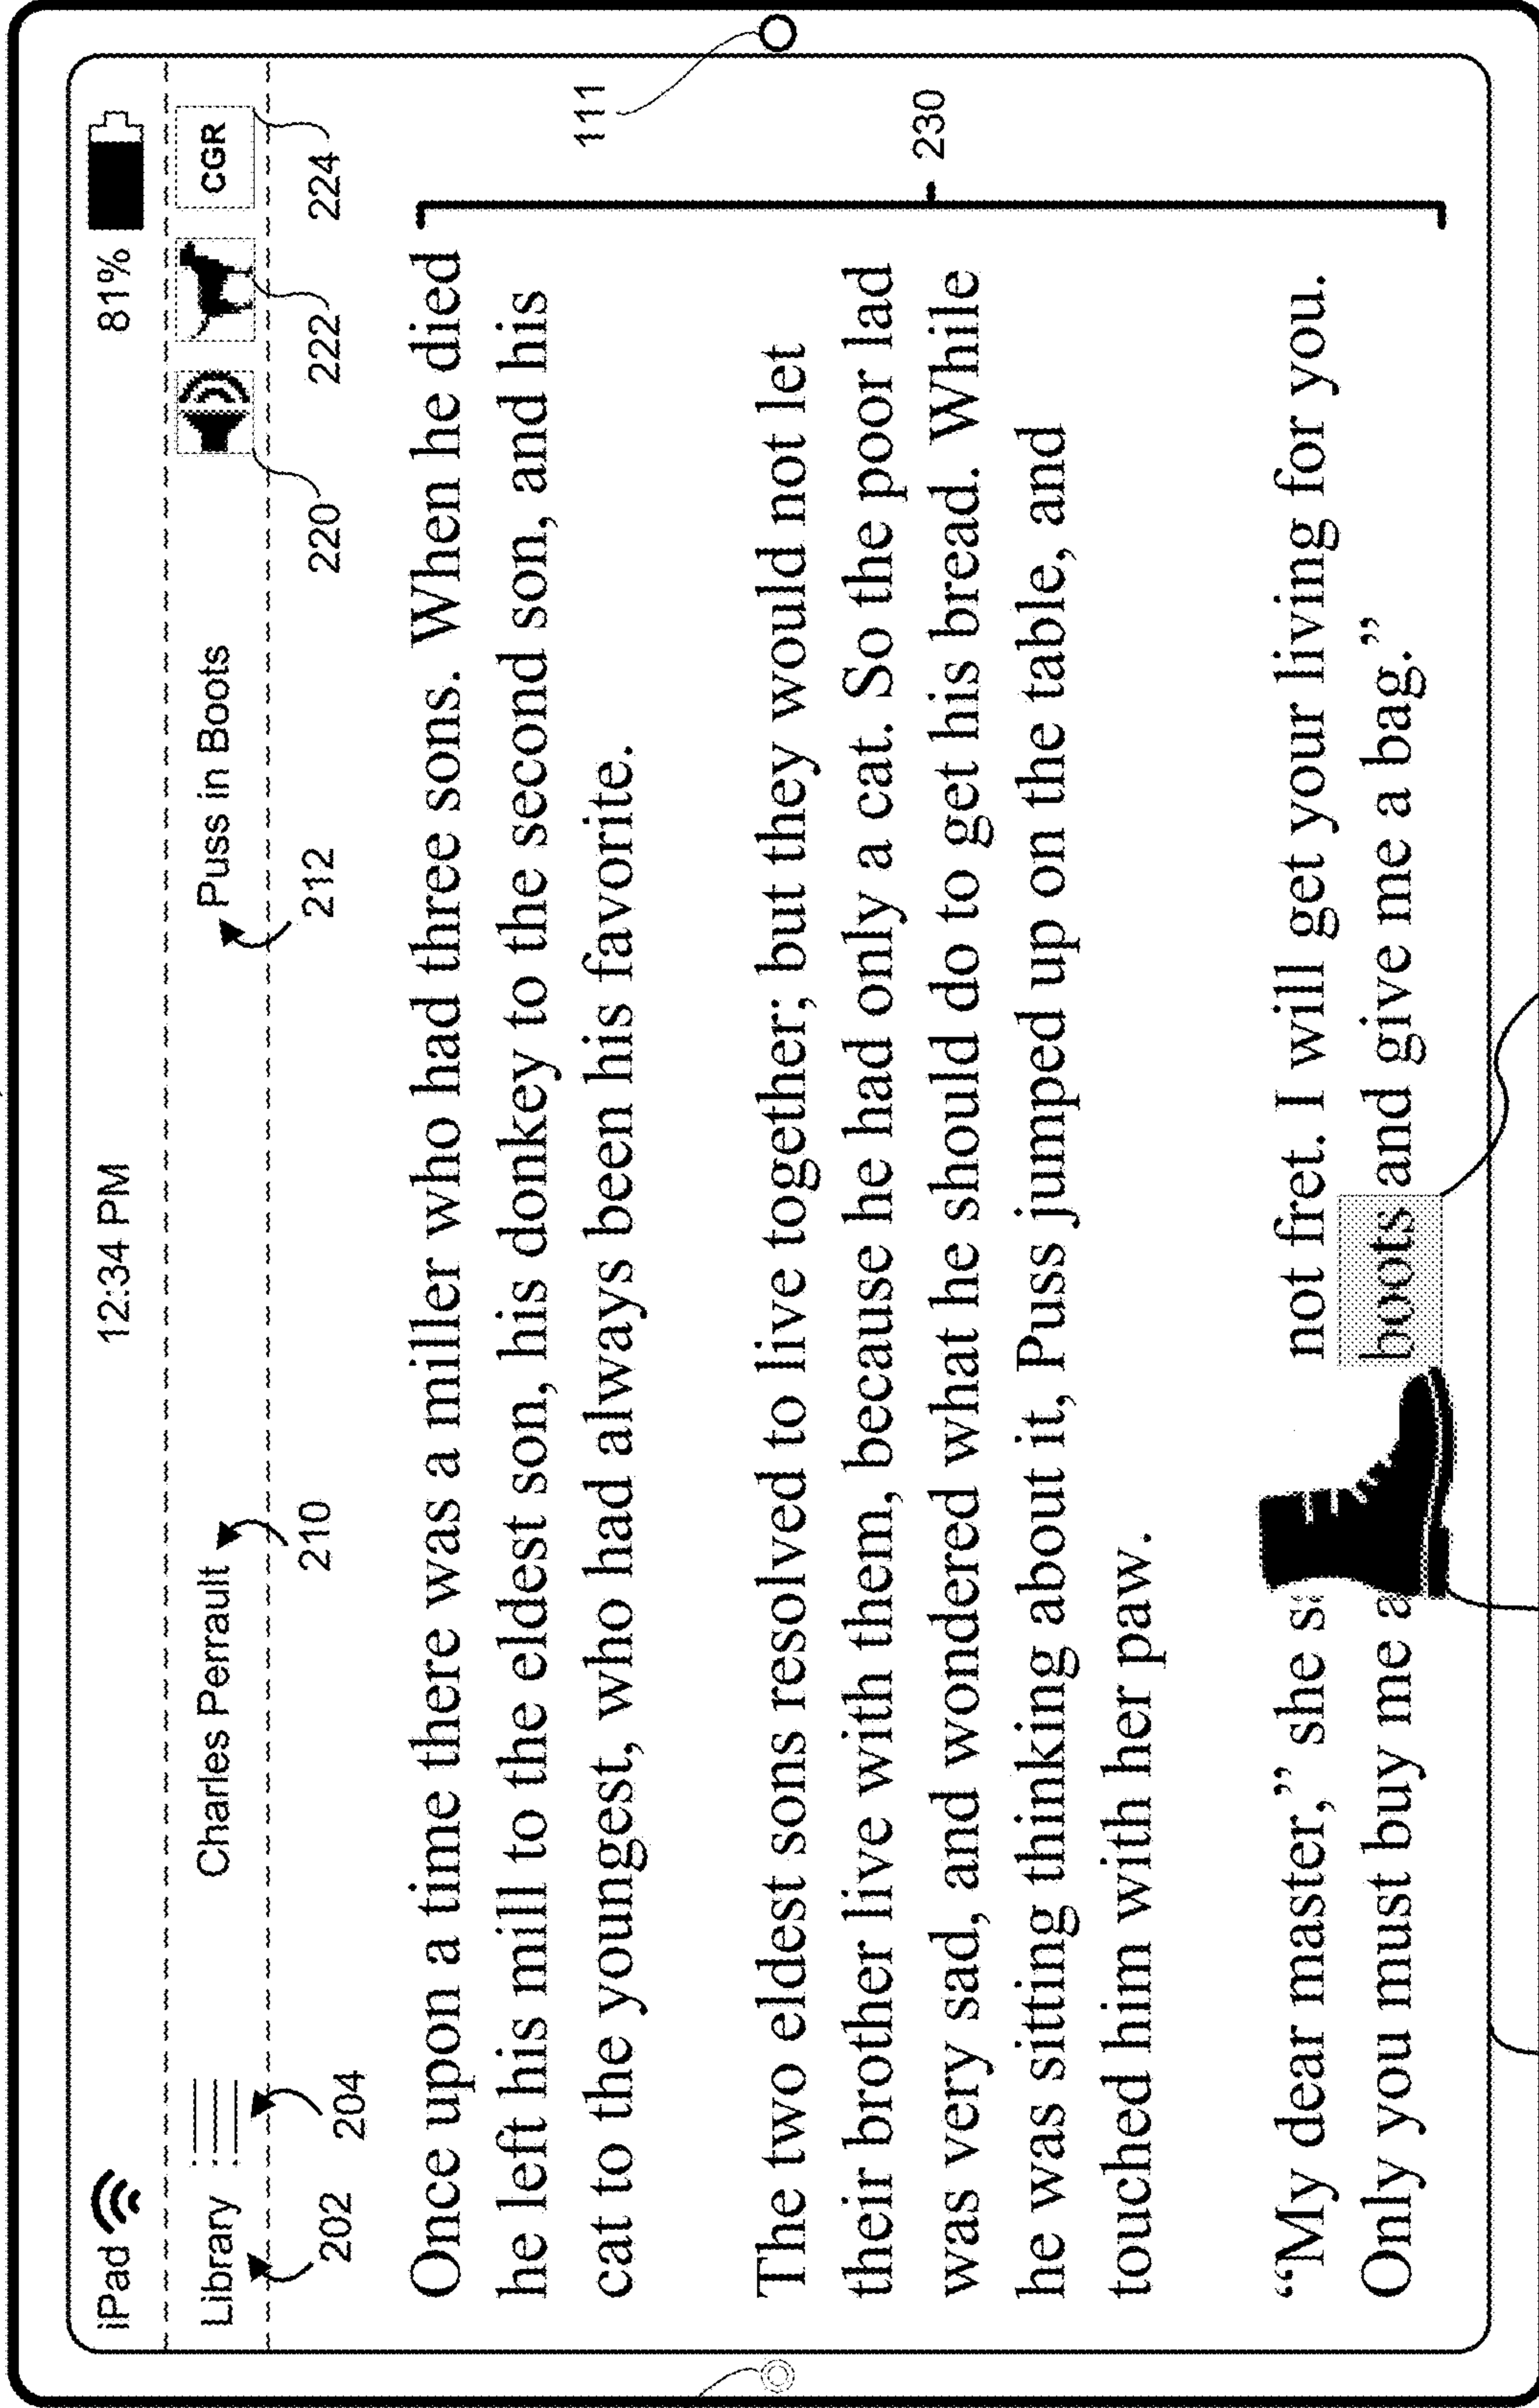 iPad 12:34 PM 81%
Library Charles Perrault Puss in Boots CGR
202 204 210 212 220 222 224
Once upon a time there was a miller who had three sons. When he died
he left his mill to the eldest son, his donkey to the second son, and his
cat to the youngest, who had always been his favorite.
111
The two eldest sons resolved to live together; but they would not let
their brother live with them, because he had only a cat. So the poor lad
was very sad, and wondered what he should do to get his bread. While
230
he was sitting thinking about it, Puss jumped up on the table, and
touched him with her paw.
“My dear master,” she not fret. I will get your living for you.
Only you must buy me boots and give me a bag.”